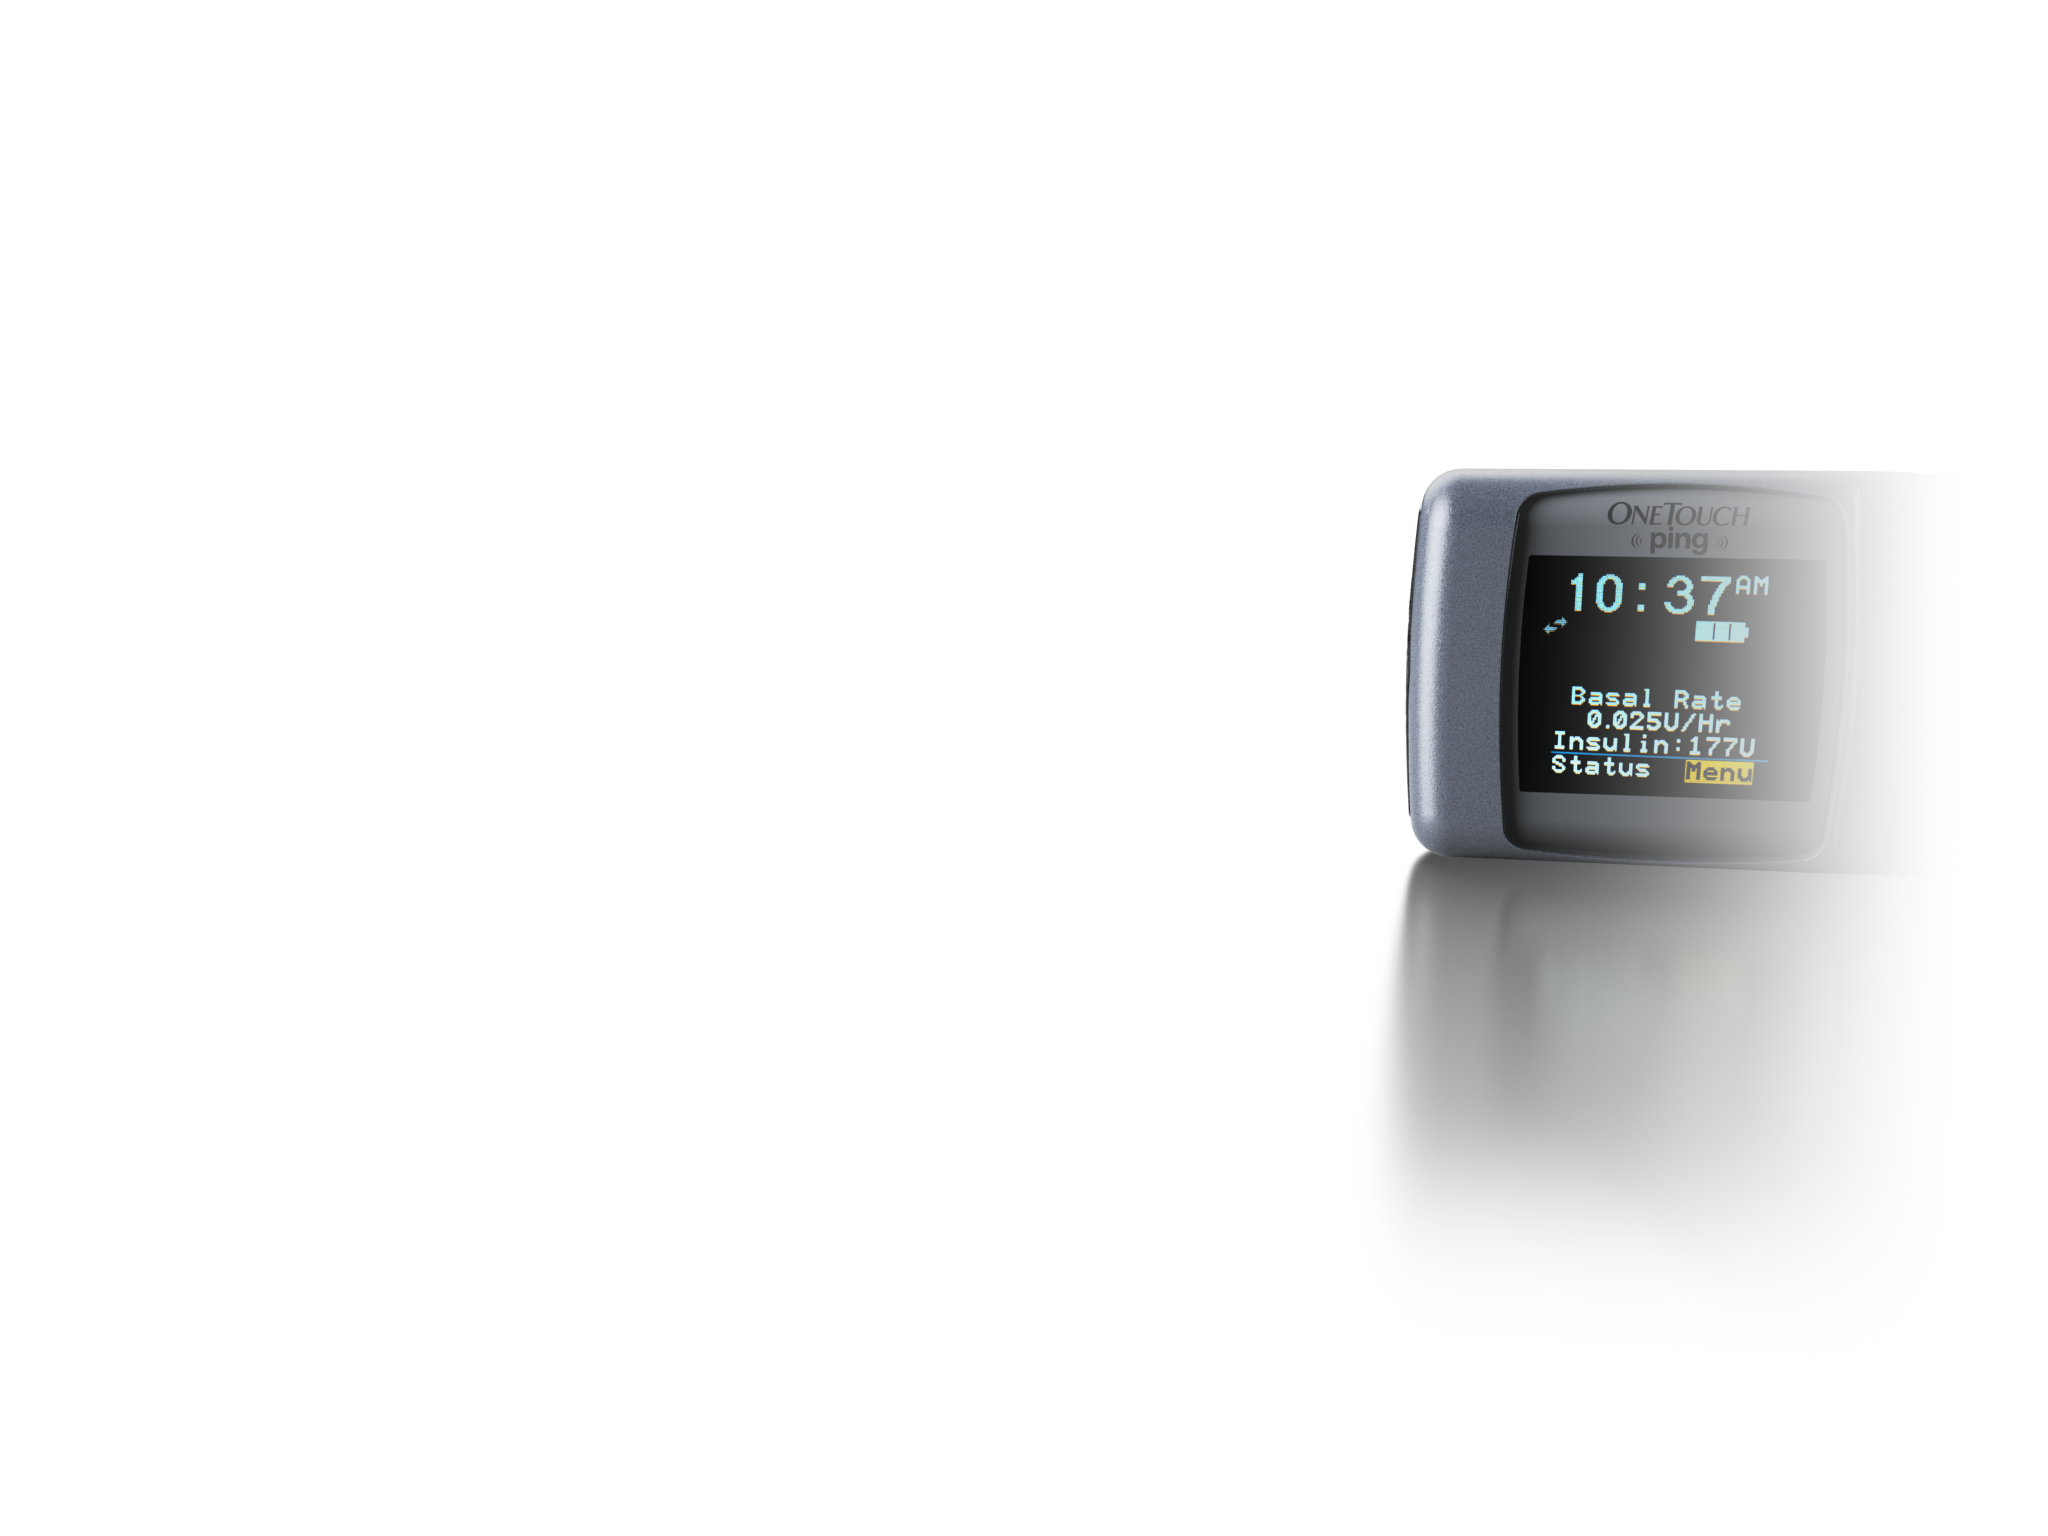 ONETOUCH
ping
10:37AM
Basal Rate
0.025U/Hr
Insulin:177U
Status Menu